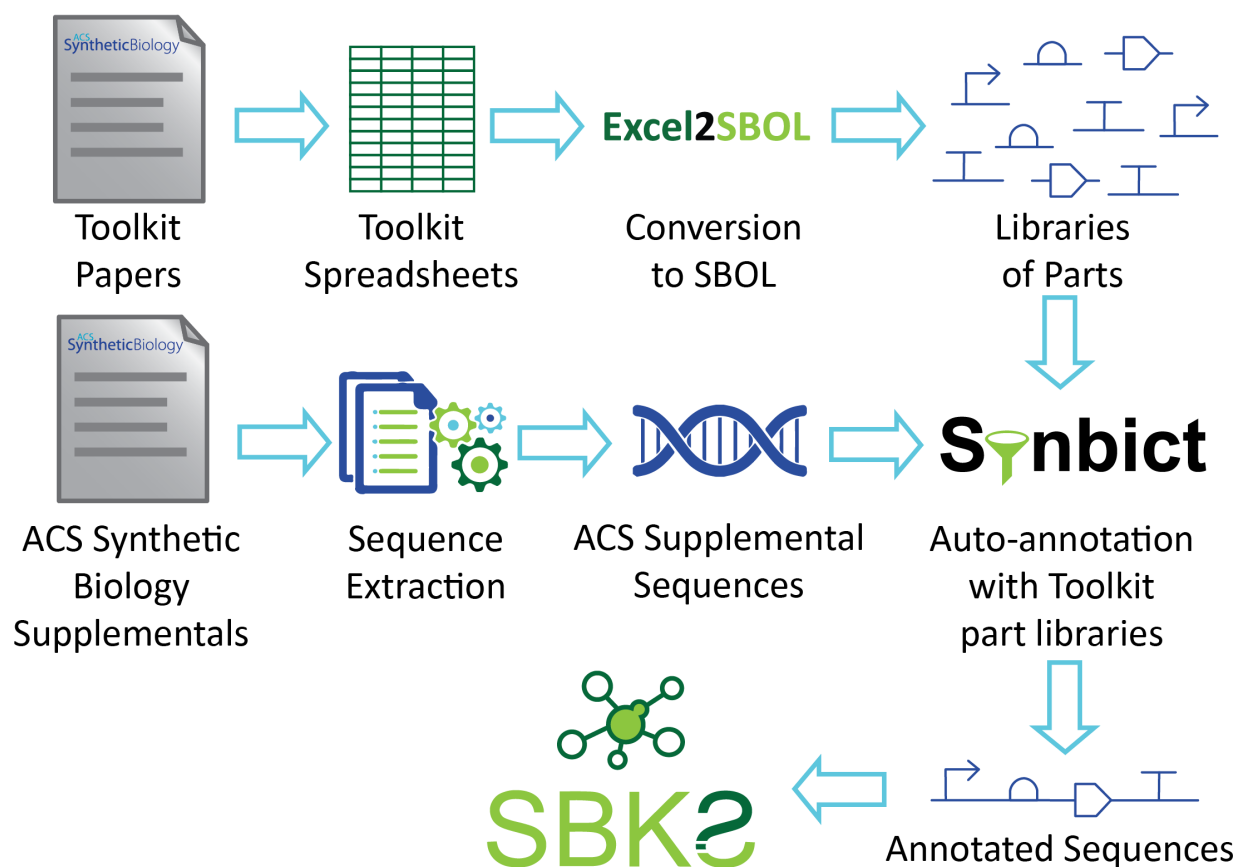 ACS
SyntheticBiology
Excel2SBOL
Toolkit
Papers
Toolkit
Spreadsheets
Conversion
to SBOL
Libraries
of Parts
ACS
SyntheticBiology
Synbict
ACS Synthetic
Biology
Supplementals
Sequence
Extraction
ACS Supplemental
Sequences
Auto-annotation
with Toolkit
part libraries
SBKS
Annotated Sequences